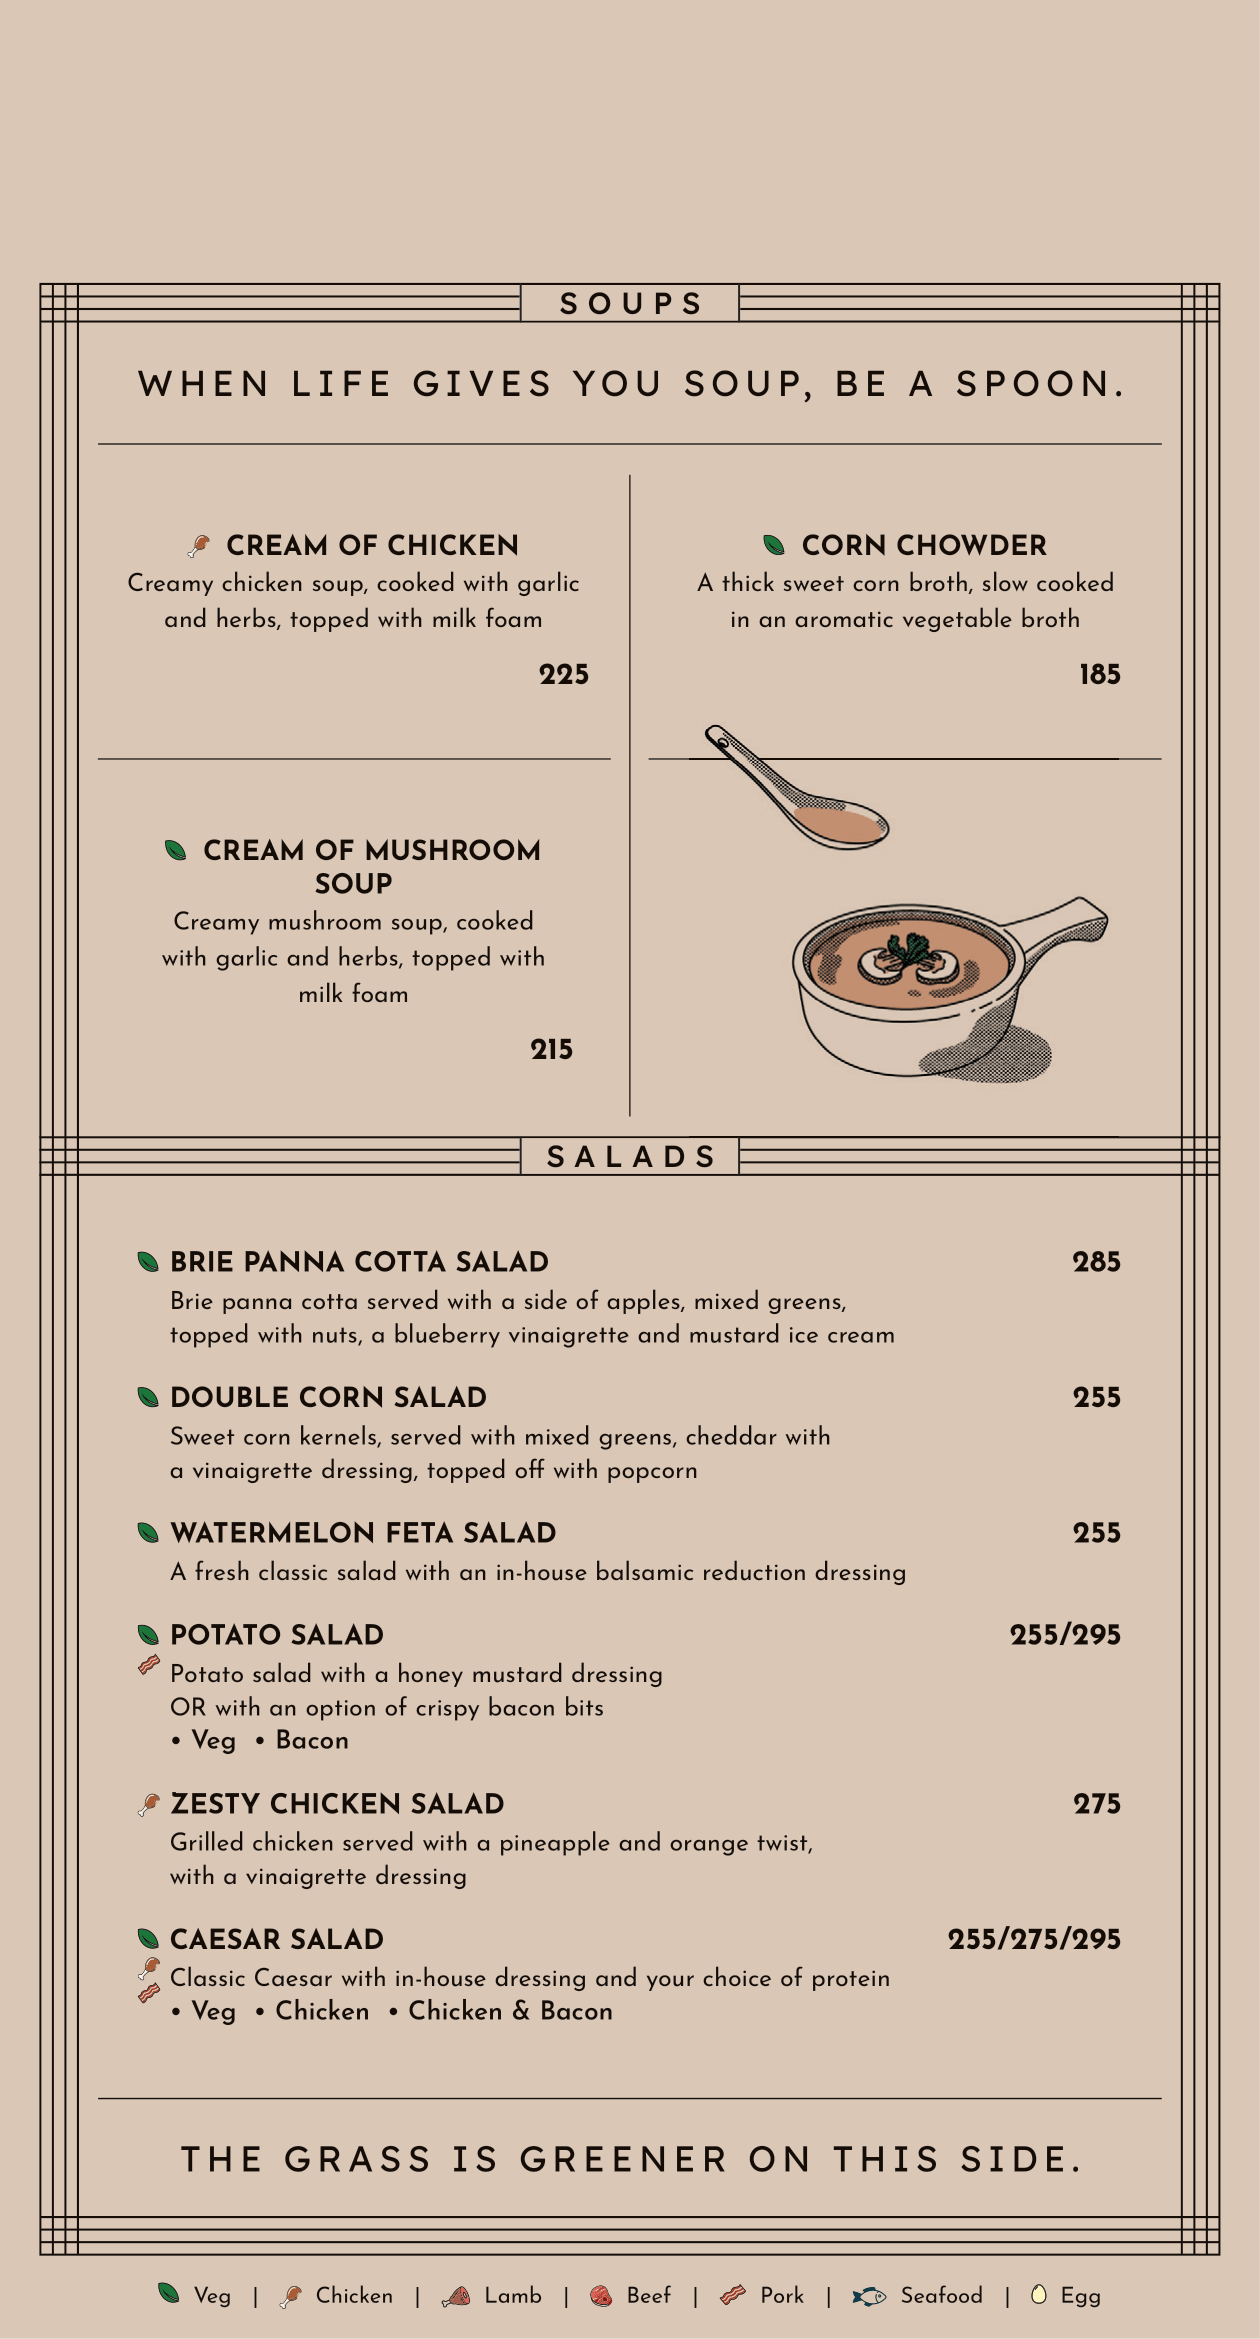 SOUPS
WHEN LIFE GIVES YOU SOUP, BE A SPOON.
CREAM OF CHICKEN
Creamy chicken soup, cooked with garlic
and herbs, topped with milk foam
225
CORN CHOWDER
A thick sweet corn broth, slow cooked
in an aromatic vegetable broth
185
CREAM OF MUSHROOM
SOUP
Creamy mushroom soup, cooked
with garlic and herbs, topped with
milk foam
215
SALADS
BRIE PANNA COTTA SALAD 285
Brie panna cotta served with a side of apples, mixed greens,
topped with nuts, a blueberry vinaigrette and mustard ice cream
DOUBLE CORN SALAD 255
Sweet corn kernels, served with mixed greens, cheddar with
a vinaigrette dressing, topped off with popcorn
WATERMELON FETA SALAD 255
A fresh classic salad with an in-house balsamic reduction dressing
POTATO SALAD 255/295
Potato salad with a honey mustard dressing
OR with an option of crispy bacon bits
• Veg • Bacon
ZESTY CHICKEN SALAD 275
Grilled chicken served with a pineapple and orange twist,
with a vinaigrette dressing
CAESAR SALAD 255/275/295
Classic Caesar with in-house dressing and your choice of protein
• Veg • Chicken • Chicken & Bacon
THE GRASS IS GREENER ON THIS SIDE.
Veg | Chicken | Lamb | Beef | Pork | Seafood | Egg